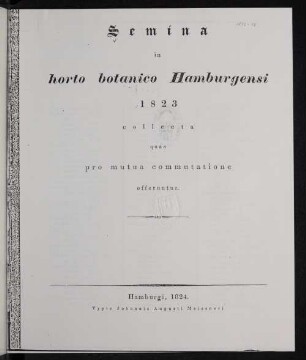 Semina
in
horto botanico Hamburgensi
1823
collecta
quae
pro mutua commutatione
offeruntur.
Hamburgi, 1824.
Typis Johannis Augusti Meissneri